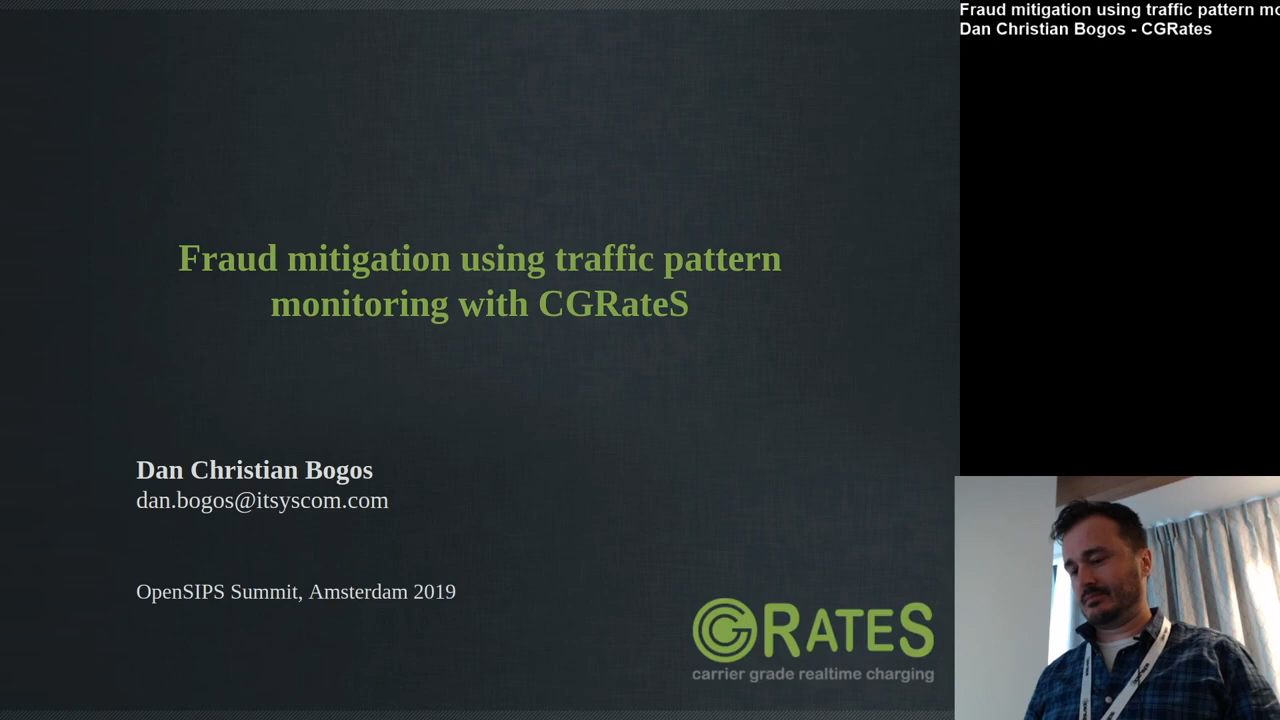 Fraud mitigation using traffic pattern
monitoring with CGRateS
Dan Christian Bogos
dan.bogos@itsyscom.com
OpenSIPS Summit, Amsterdam 2019
CGRATES
carrier grade realtime charging
Fraud mitigation using traffic pattern mo
Dan Christian Bogos - CGRates